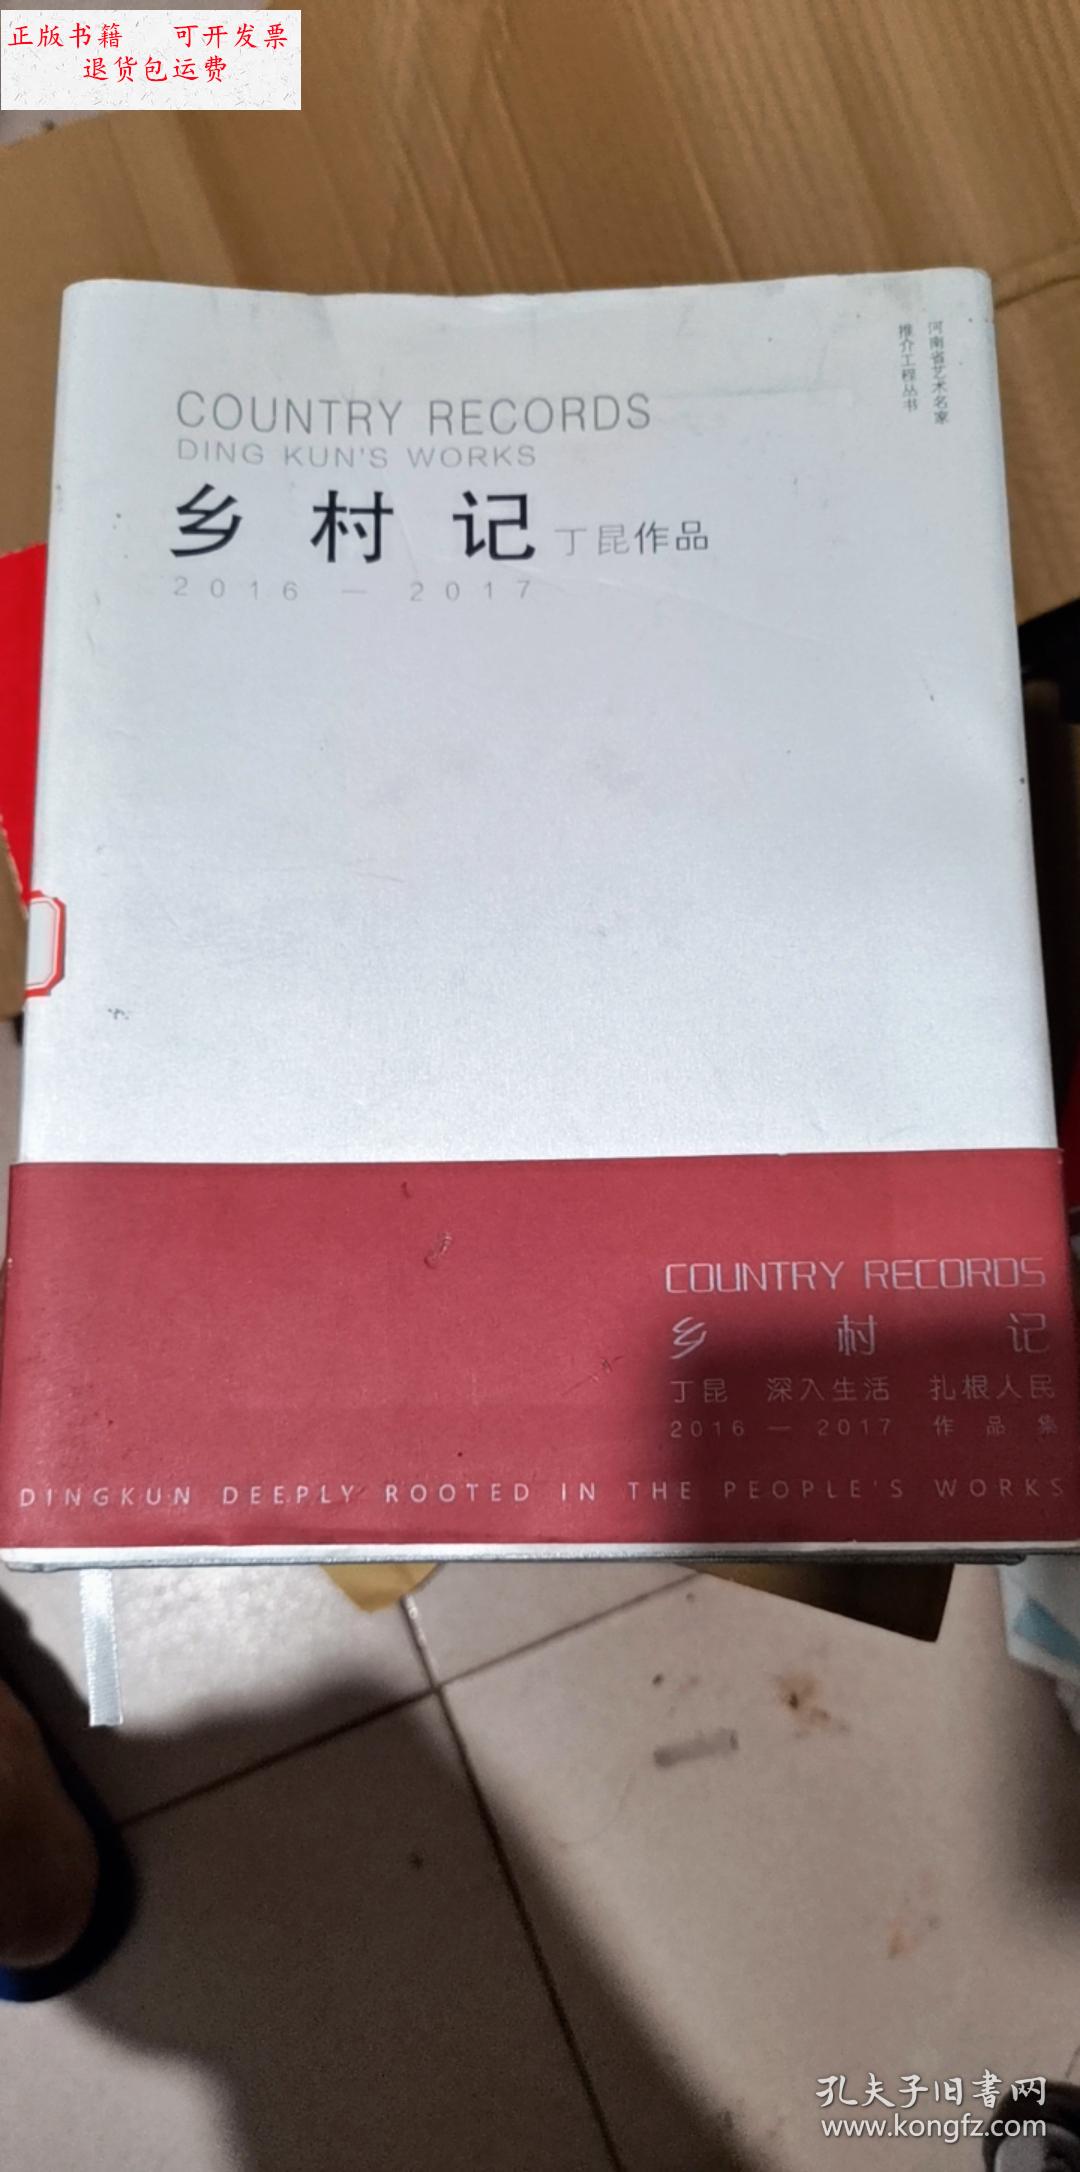 正版书籍 可开发票
退货包运费
河南省艺术名家
推介工程丛书
COUNTRY RECORDS
DING KUN'S WORKS
乡村记 丁昆作品
2016 — 2017
COUNTRY RECORDS
乡村记
丁昆 深入生活 扎根人民
2016 — 2017 作品集
DINGKUN DEEPLY ROOTED IN THE PEOPLE'S WORKS
孔夫子旧书网
www.kongfz.com